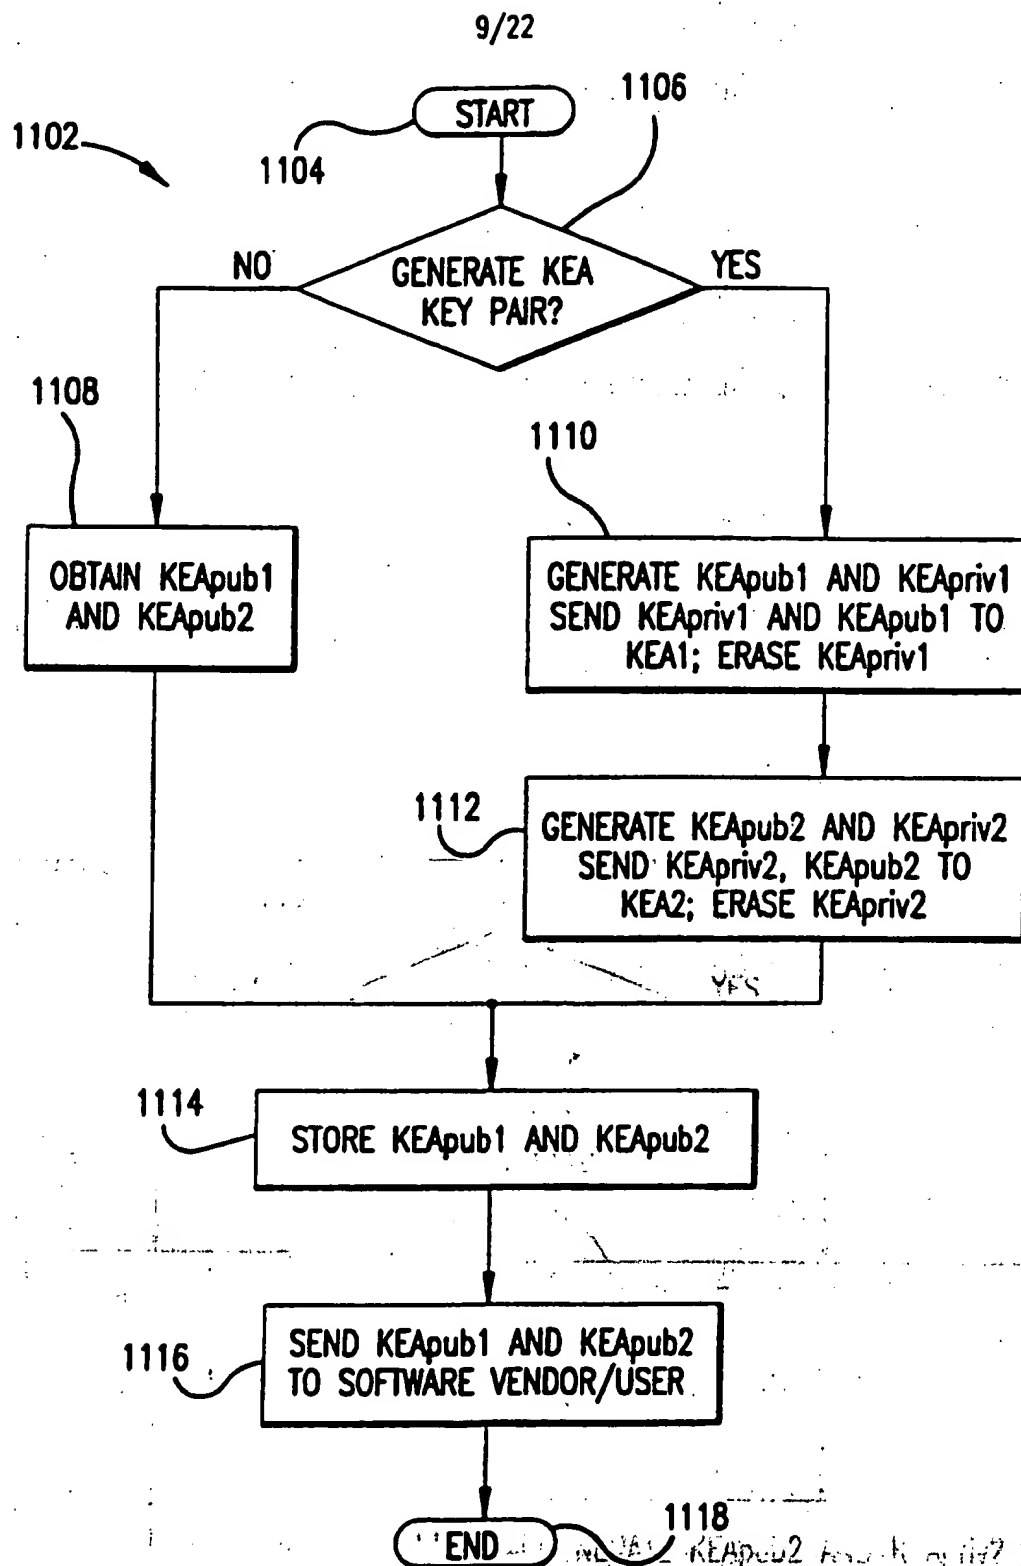 9/22
START
1106
1102
1104
NO
GENERATE KEA
KEY PAIR?
YES
1108
1110
OBTAIN KEApub1
AND KEApub2
GENERATE KEApub1 AND KEApriv1
SEND KEApriv1 AND KEApub1 TO
KEA1; ERASE KEApriv1
1112
GENERATE KEApub2 AND KEApriv2
SEND KEApriv2, KEApub2 TO
KEA2; ERASE KEApriv2
YES
1114
STORE KEApub1 AND KEApub2
1116
SEND KEApub1 AND KEApub2
TO SOFTWARE VENDOR/USER
END
1118
KEApub2